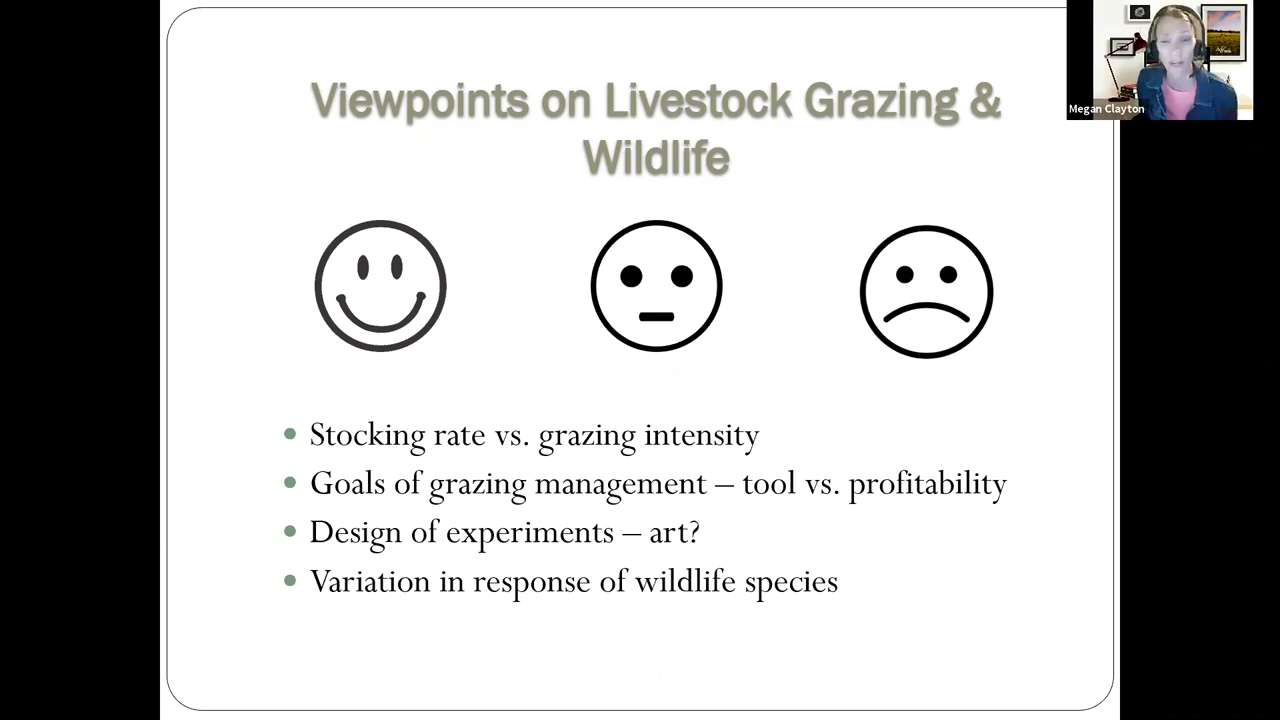 Viewpoints on Livestock Grazing &
Wildlife
Megan Clayton
Stocking rate vs. grazing intensity
Goals of grazing management – tool vs. profitability
Design of experiments – art?
Variation in response of wildlife species